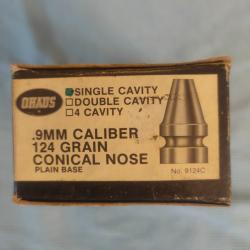 OHAUS
SINGLE CAVITY
DOUBLE CAVITY
4 CAVITY
.9MM CALIBER
124 GRAIN
CONICAL NOSE
PLAIN BASE
No. 9124C